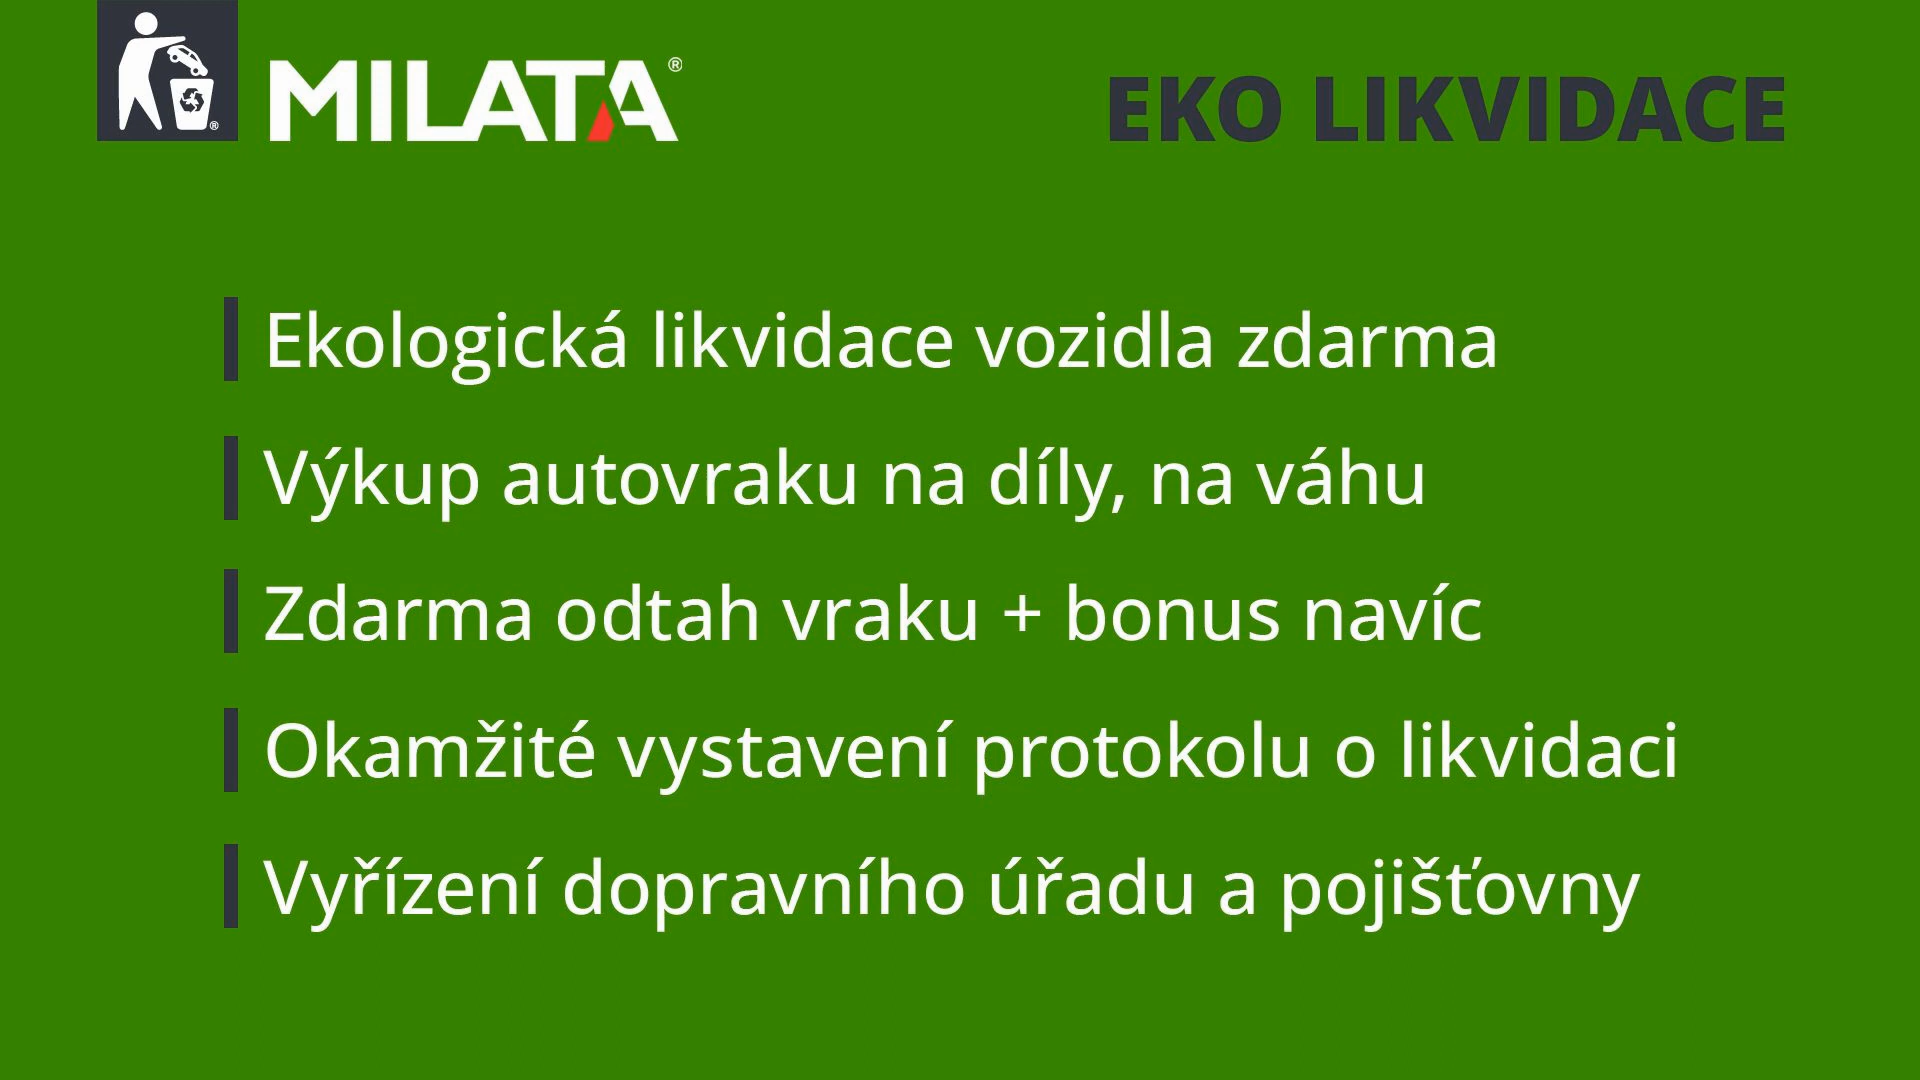 MILATA®
EKO LIKVIDACE
®
Ekologická likvidace vozidla zdarma
Výkup autovraku na díly, na váhu
Zdarma odtah vraku + bonus navíc
Okamžité vystavení protokolu o likvidaci
Vyřízení dopravního úřadu a pojišťovny